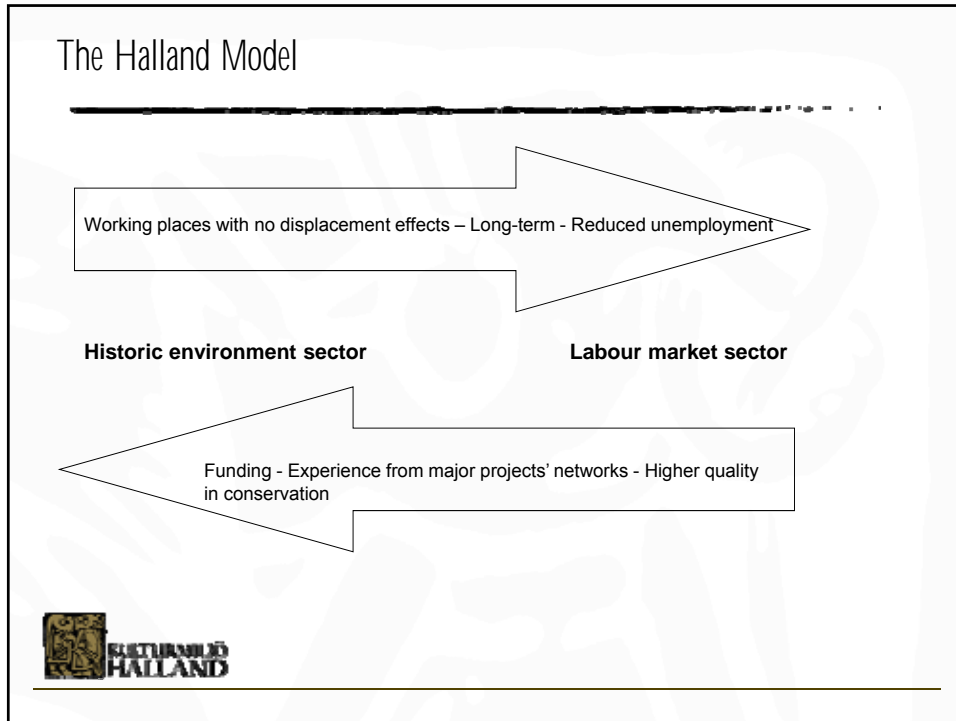 The Halland Model
Working places with no displacement effects – Long-term - Reduced unemployment
Historic environment sector Labour market sector
Funding - Experience from major projects’ networks - Higher quality
in conservation
KULTURMILJÖ
HALLAND